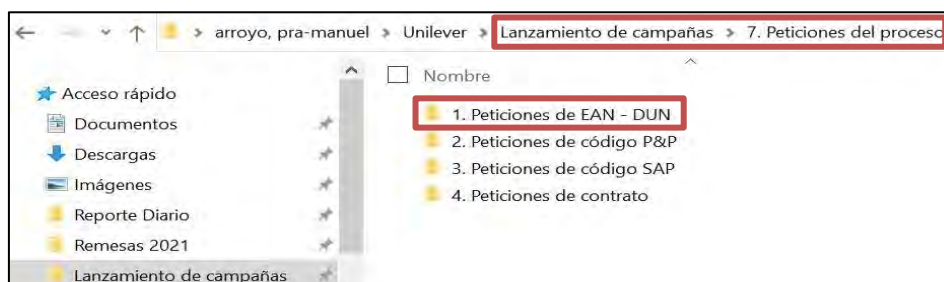 arroyo, pra-manuel > Unilever > Lanzamiento de campañas > 7. Peticiones del proceso
Nombre
Acceso rápido
Documentos
Descargas
Imágenes
Reporte Diario
Remesas 2021
Lanzamiento de campañas
1. Peticiones de EAN - DUN
2. Peticiones de código P&P
3. Peticiones de código SAP
4. Peticiones de contrato